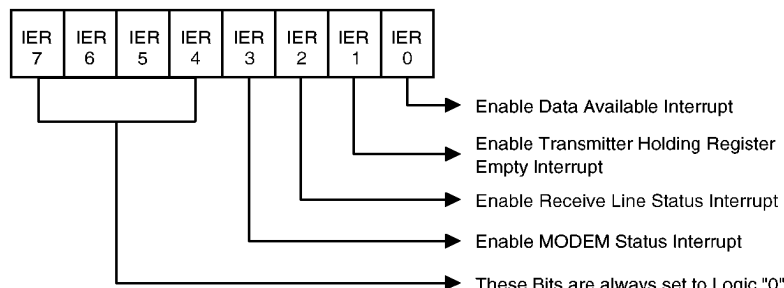 IER IER IER IER IER IER IER IER
7 6 5 4 3 2 1 0
Enable Data Available Interrupt
Enable Transmitter Holding Register
Empty Interrupt
Enable Receive Line Status Interrupt
Enable MODEM Status Interrupt
These Bits are always set to Logic "0"